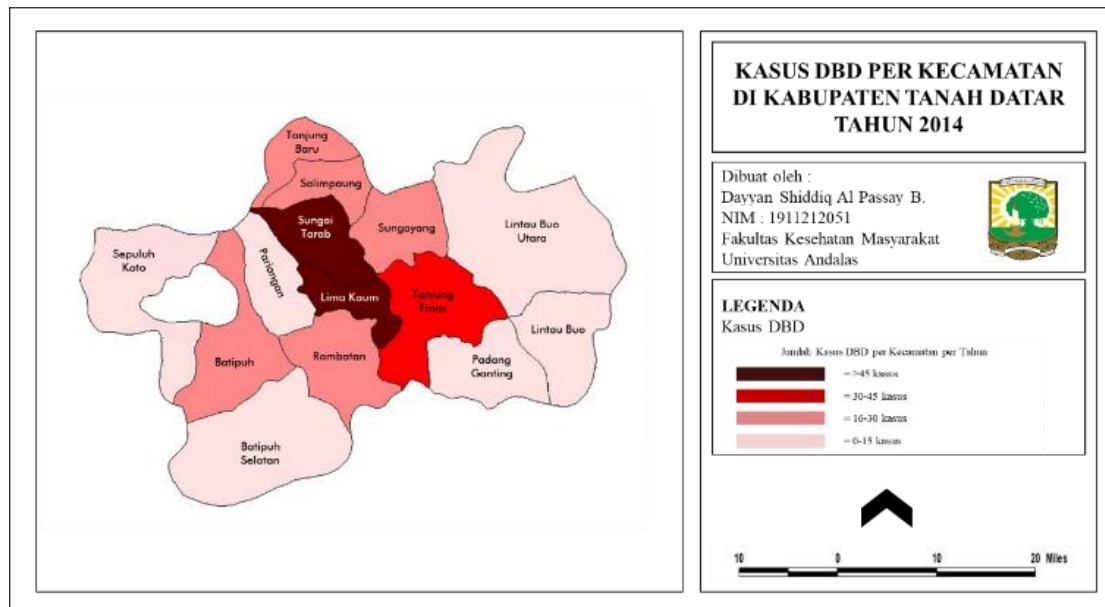 KASUS DBD PER KECAMATAN
DI KABUPATEN TANAH DATAR
TAHUN 2014
Dibuat oleh :
Dayyan Shiddiq Al Passay B.
NIM : 1911212051
Fakultas Kesehatan Masyarakat
Universitas Andalas
LEGENDA
Kasus DBD
Jumlah Kasus DBD per Kecamatan per Tahun
= >45 kasus
= 30-45 kasus
= 16-30 kasus
= 0-15 kasus
10 0 10 20 Miles
Tanjung
Baru
Salimpaung
Sungai
Tarab
Sungayang
Lintau Buo
Utara
Sepuluh
Koto
Pariangan
Lima Kaum
Tanjung
Emas
Lintau Buo
Batipuh
Rambatan
Padang
Ganting
Batipuh
Selatan